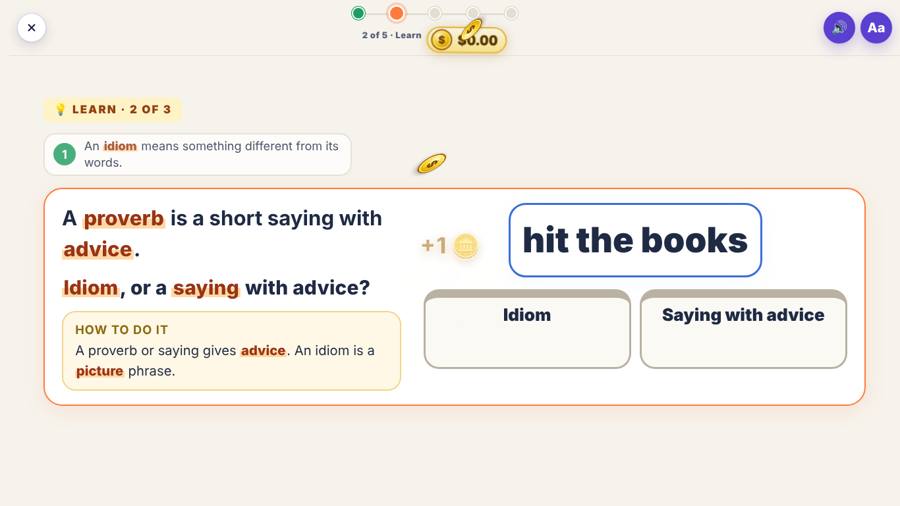 2 of 5 · Learn
$ $0.00
Aa
LEARN · 2 OF 3
1
An idiom means something different from its
words.
A proverb is a short saying with
advice.
Idiom, or a saying with advice?
HOW TO DO IT
A proverb or saying gives advice. An idiom is a
picture phrase.
+1
hit the books
Idiom
Saying with advice